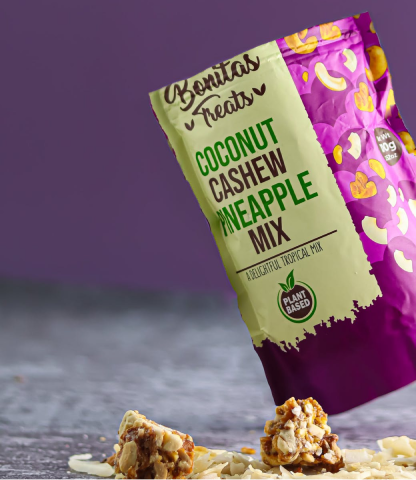 Bonitas
Treats
COCONUT
CASHEW
PINEAPPLE
MIX
A DELIGHTFUL TROPICAL MIX
PLANT
BASED